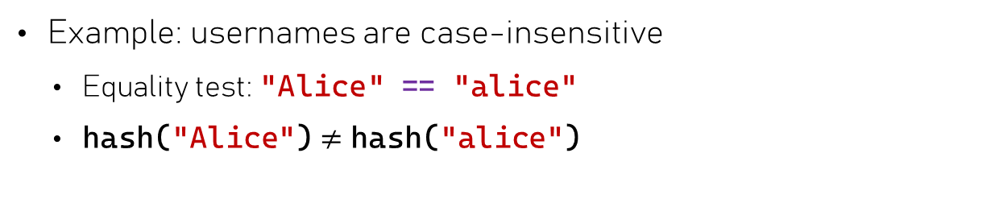 • Example: usernames are case-insensitive
• Equality test: "Alice" == "alice"
• hash("Alice") ≠ hash("alice")